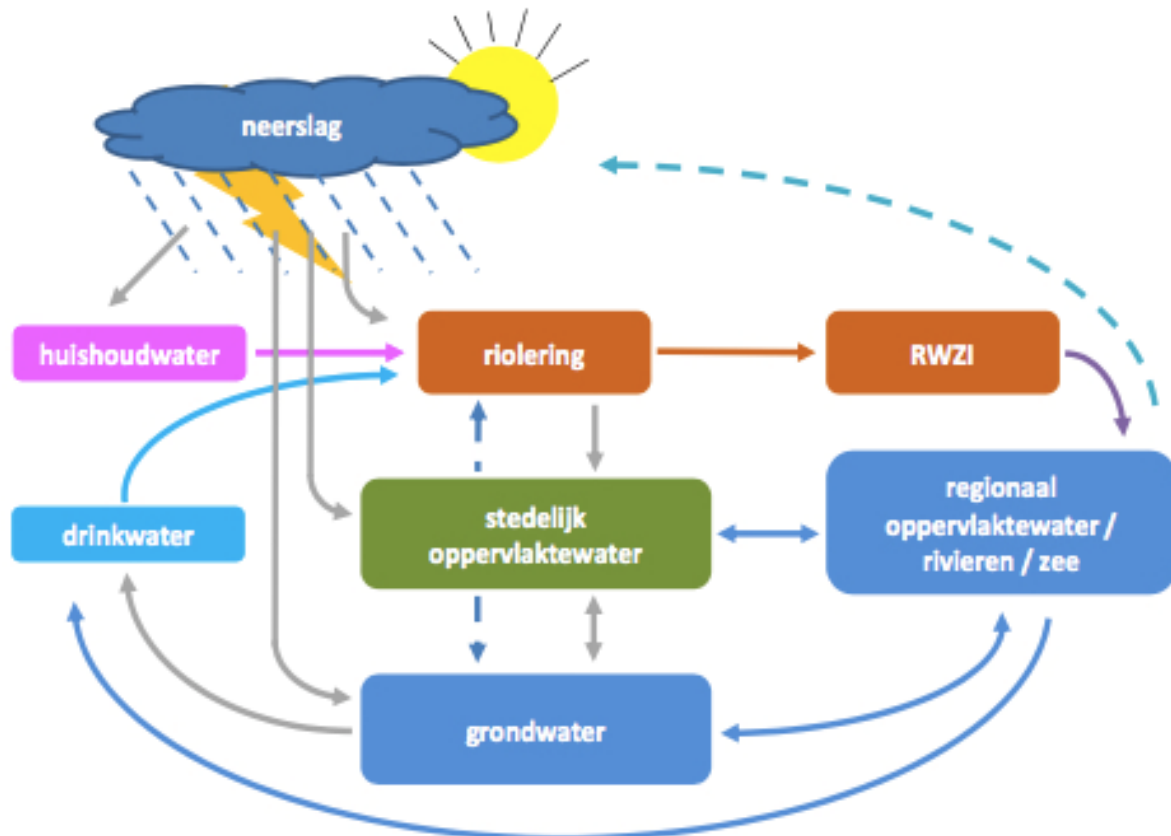 neerslag
huishoudwater
riolering
RWZI
drinkwater
stedelijk
oppervlaktewater
regionaal
oppervlaktewater /
rivieren / zee
grondwater